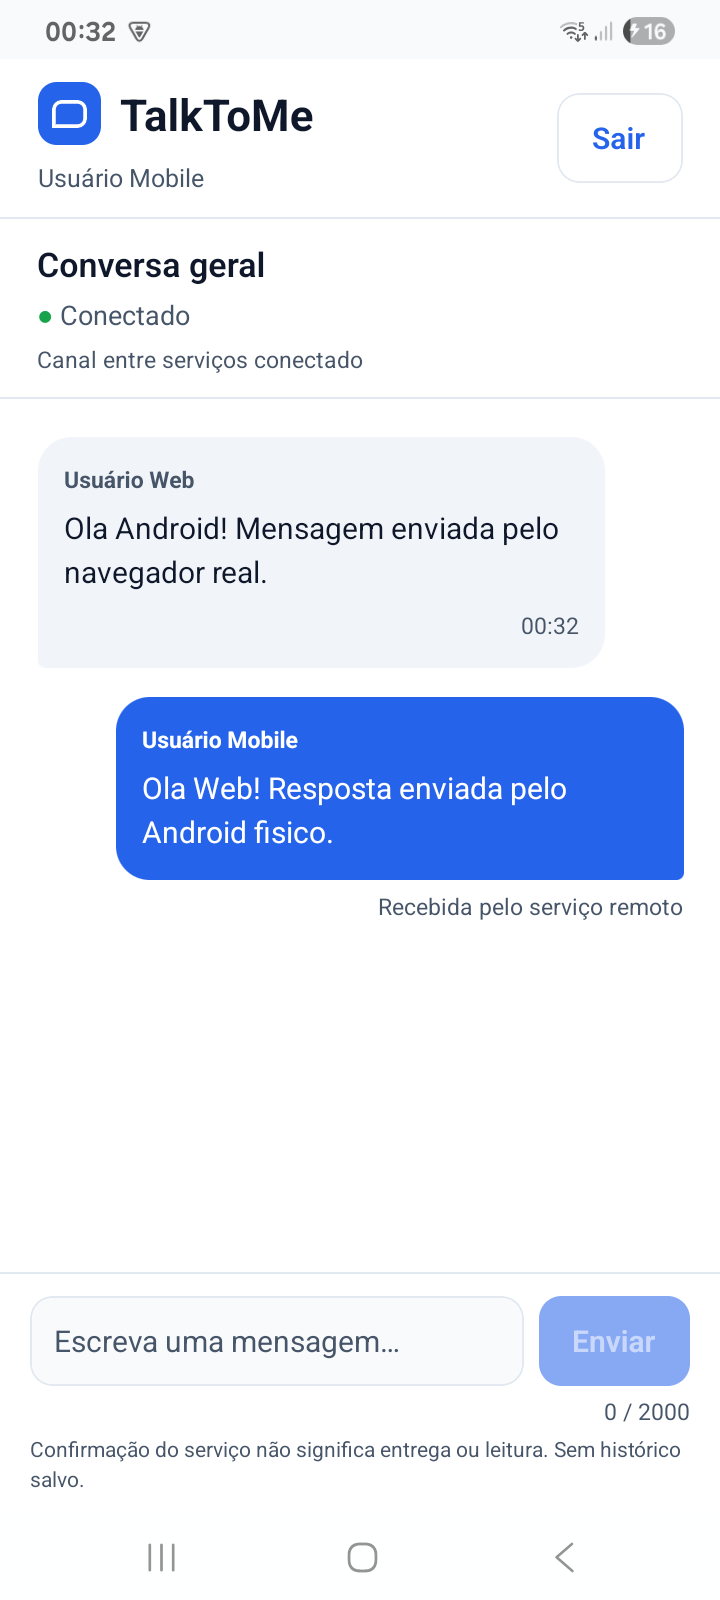 00:32
5
16
TalkToMe
Usuário Mobile
Sair
Conversa geral
Conectado
Canal entre serviços conectado
Usuário Web
Ola Android! Mensagem enviada pelo
navegador real.
00:32
Usuário Mobile
Ola Web! Resposta enviada pelo
Android fisico.
Recebida pelo serviço remoto
Escreva uma mensagem...
Enviar
0 / 2000
Confirmação do serviço não significa entrega ou leitura. Sem histórico
salvo.